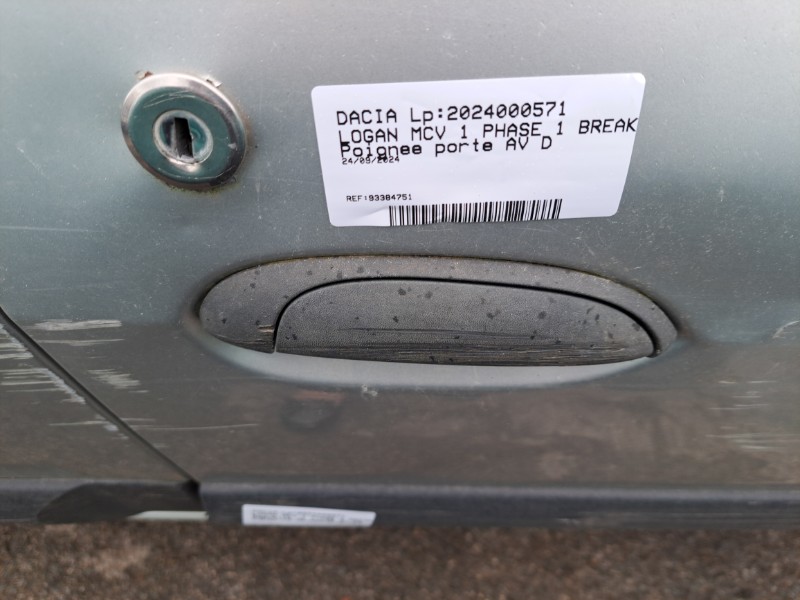 DACIA Lp:2024000571
LOGAN MCV 1 PHASE 1 BREAK
Poignee porte AV D
24/09/2024
REF:93384751